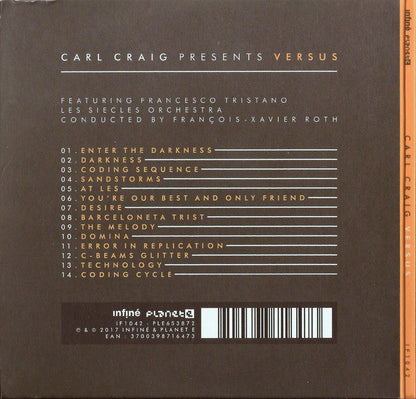 CARL CRAIG PRESENTS VERSUS
FEATURING FRANCESCO TRISTANO
LES SIECLES ORCHESTRA
CONDUCTED BY FRANÇOIS-XAVIER ROTH
01. ENTER THE DARKNESS
02. DARKNESS
03. CODING SEQUENCE
04. SANDSTORMS
05. AT LES
06. YOU'RE OUR BEST AND ONLY FRIEND
07. DESIRE
08. BARCELONETA TRIST
09. THE MELODY
10. DOMINA
11. ERROR IN REPLICATION
12. C-BEAMS GLITTER
13. TECHNOLOGY
14. CODING CYCLE
infiné planet e
IF1042 - PLE653872
℗ & © 2017 INFINÉ & PLANET E
EAN : 3700398716473
infiné planet e
CARL CRAIG VERSUS
IF1042